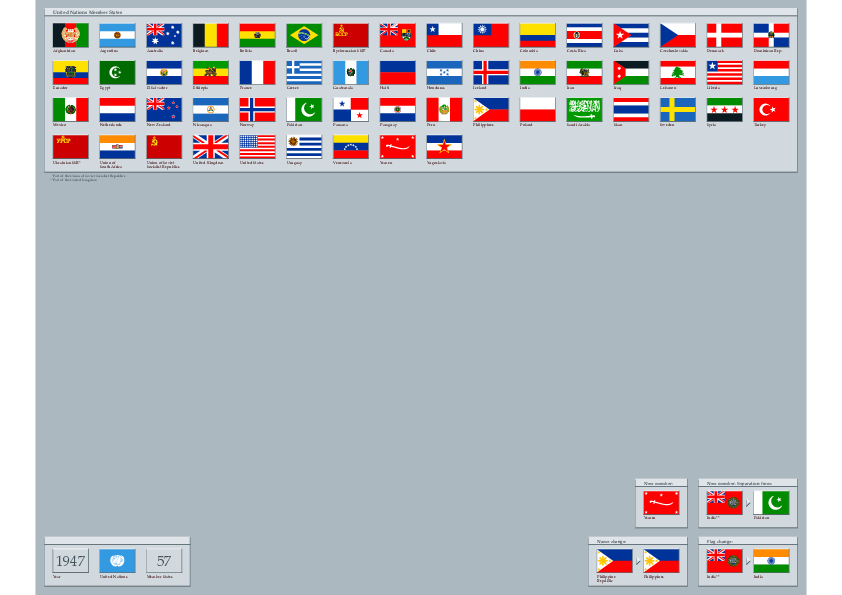 United Nations Member States
Afghanistan Argentina Australia Belgium Bolivia Brazil Byelorussian SSR* Canada Chile China Colombia Costa Rica Cuba Czechoslovakia Denmark Dominican Rep.
Ecuador Egypt El Salvador Ethiopia France Greece Guatemala Haiti Honduras Iceland India Iran Iraq Lebanon Liberia Luxembourg
Mexico Netherlands New Zealand Nicaragua Norway Pakistan Panama Paraguay Peru Philippines Poland Saudi Arabia Siam Sweden Syria Turkey
Ukrainian SSR* Union of South Africa Union of Soviet Socialist Republics United Kingdom United States Uruguay Venezuela Yemen Yugoslavia
New member:
Yemen
New member: Separation from:
India** Pakistan
1947
57
Year
United Nations
Member States
Name change:
Philippine Republic
Philippines
Flag change:
India**
India